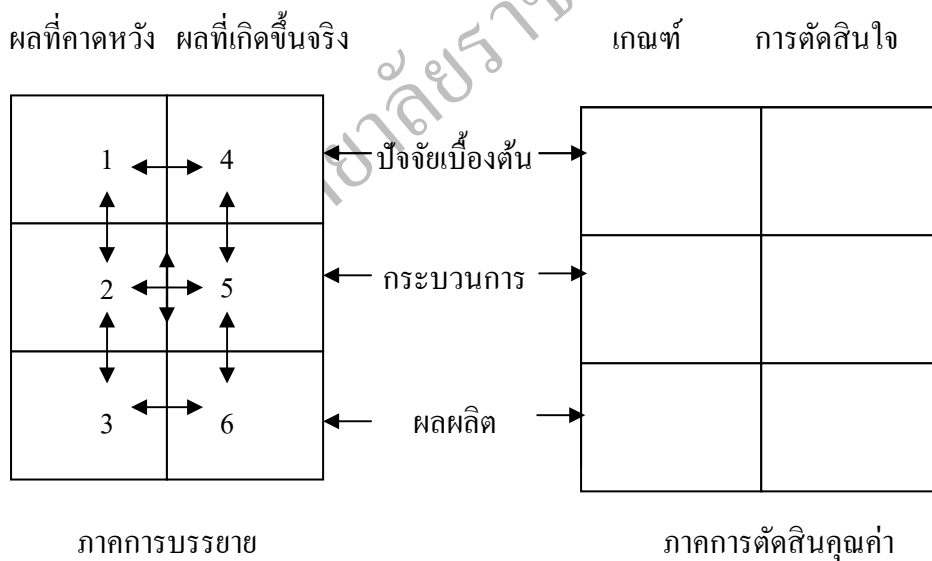 ผลที่คาดหวัง ผลที่เกิดขึ้นจริง เกณฑ์ การตัดสินใจ
1 4 ปัจจัยเบื้องต้น
2 5 กระบวนการ
3 6 ผลผลิต
ภาคการบรรยาย ภาคการตัดสินคุณค่า